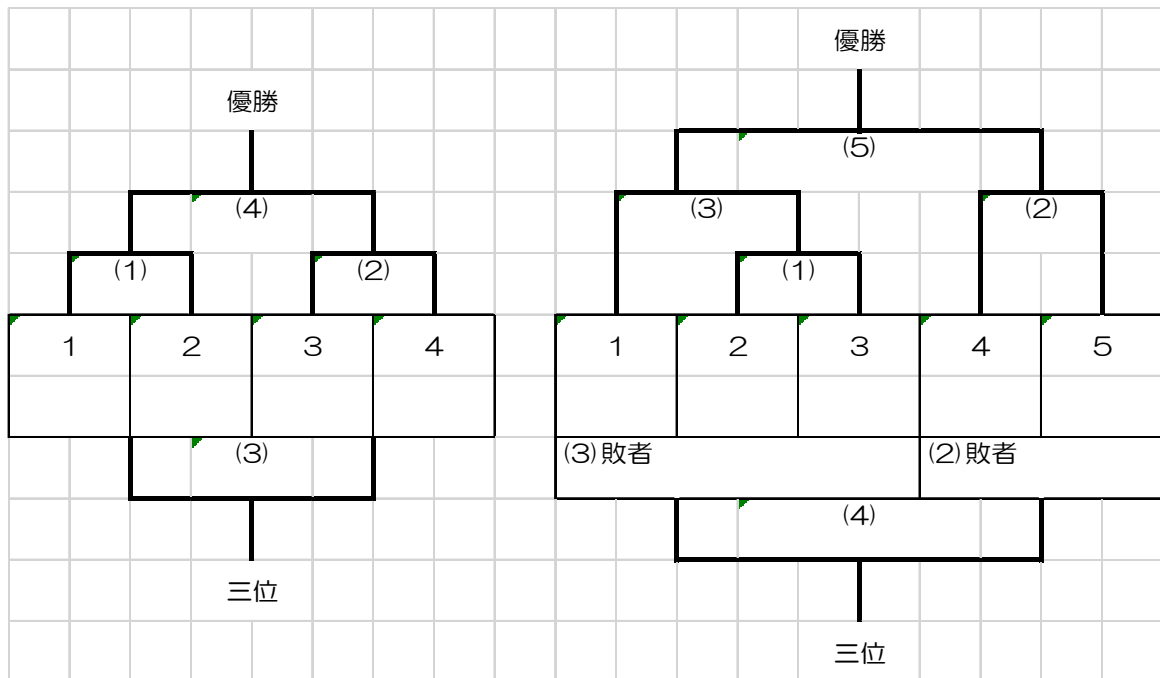 優勝
(4)
(1) (2)
1 2 3 4
(3)
三位
優勝
(5)
(3) (2)
(1)
1 2 3 4 5
(3)敗者 (2)敗者
(4)
三位